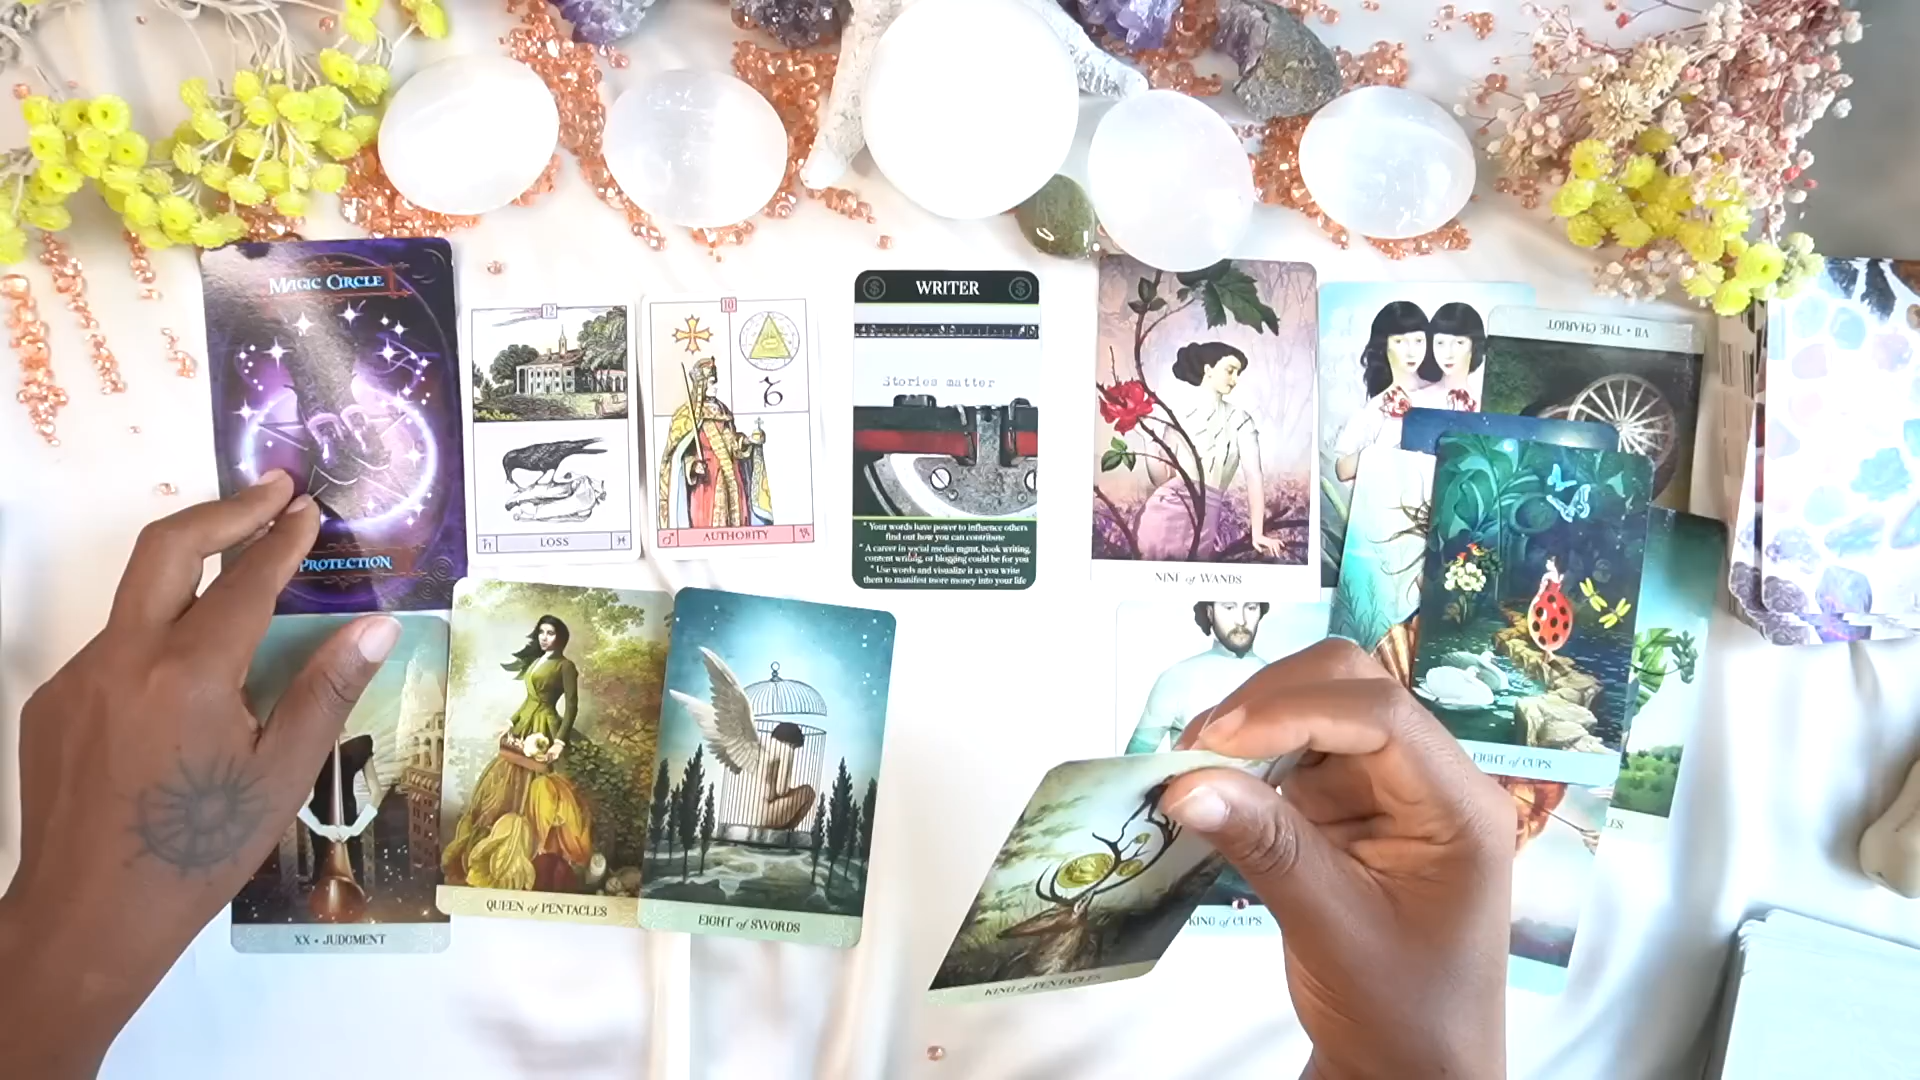 MAGIC CIRCLE
PROTECTION
12
LOSS
10
AUTHORITY
WRITER
Stories matter
* Your words have power to influence others
find out how you can contribute
* A career in social media mgmt, book writing,
content writing, or blogging could be for you
* Use words and visualize it as you write
them to manifest more money into your life
NINE of WANDS
VII • THE CHARIOT
EIGHT of CUPS
XX • JUDGMENT
QUEEN of PENTACLES
EIGHT of SWORDS
KING of PENTACLES
KING of CUPS
LES